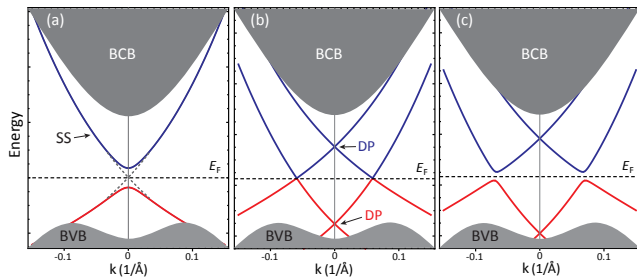 (a)
(b)
(c)
BCB
BCB
BCB
SS
DP
E_F
E_F
E_F
DP
BVB
BVB
BVB
Energy
-0.1
0
0.1
-0.1
0
0.1
-0.1
0
0.1
k (1/Å)
k (1/Å)
k (1/Å)